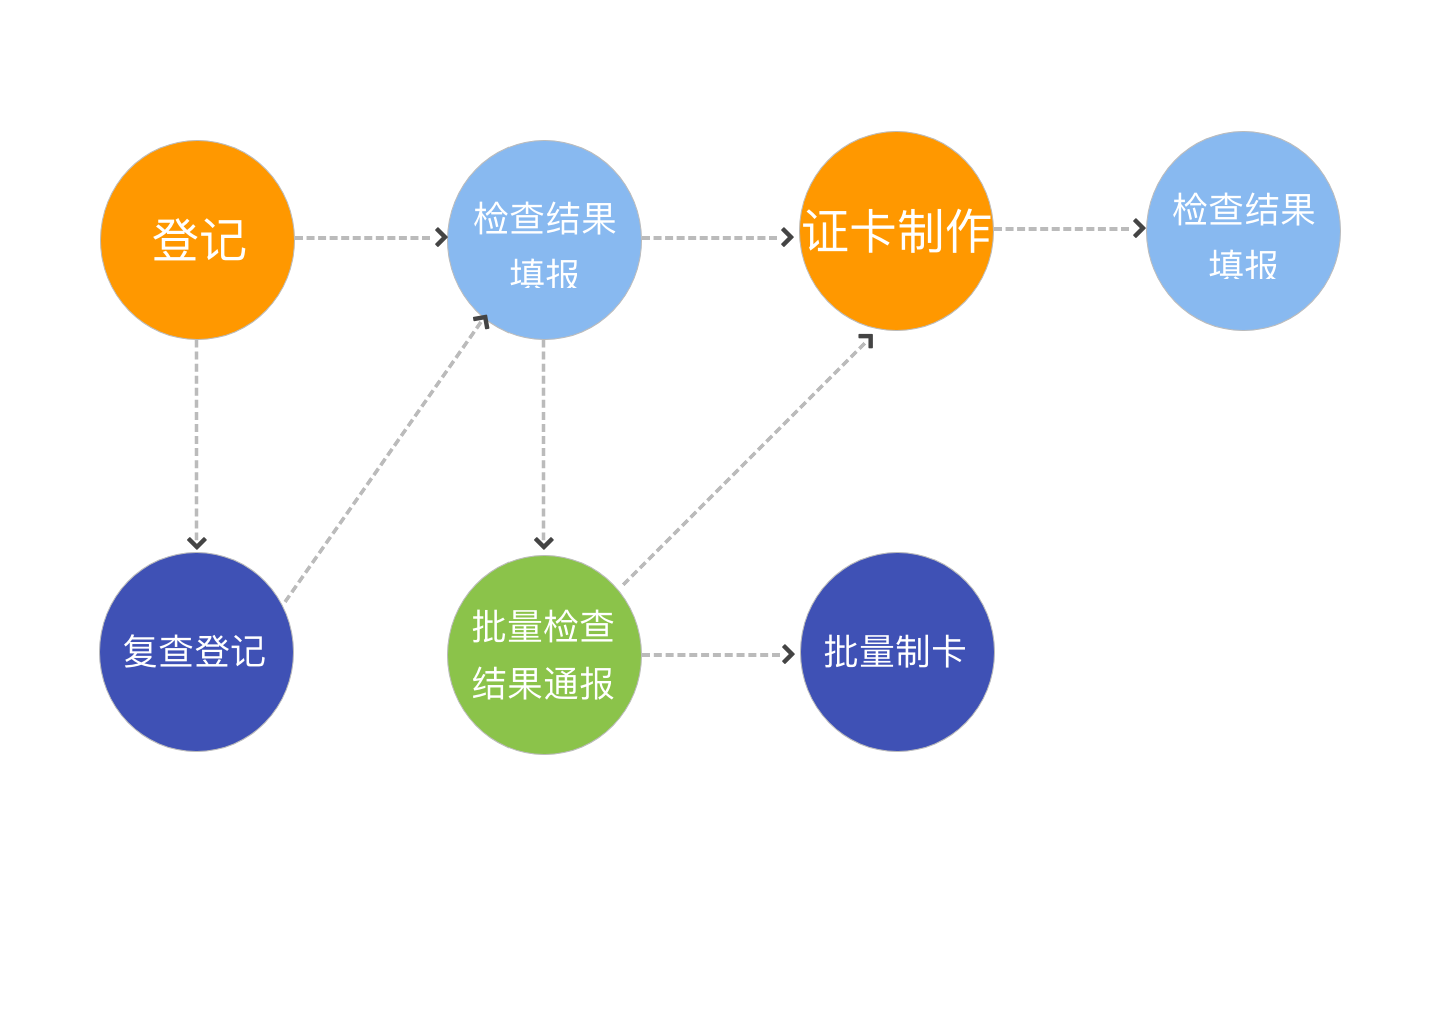 登记
检查结果
填报
证卡制作
检查结果
填报
复查登记
批量检查
结果通报
批量制卡